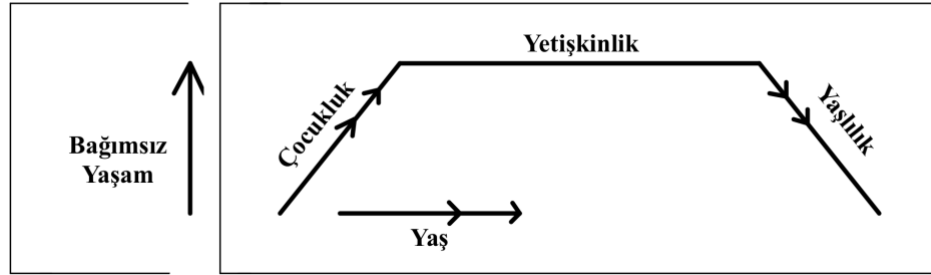 Bağımsız
Yaşam
Çocukluk
Yetişkinlik
Yaşlılık
Yaş